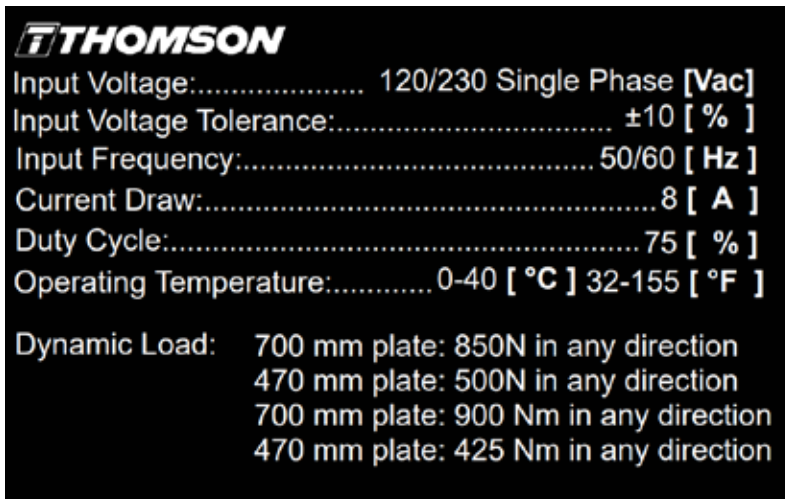 THOMSON
Input Voltage:.................... 120/230 Single Phase [Vac]
Input Voltage Tolerance:................................ ±10 [ % ]
Input Frequency:........................................ 50/60 [ Hz ]
Current Draw:.....................................................8 [ A ]
Duty Cycle:...................................................... 75 [ % ]
Operating Temperature:............ 0-40 [ °C ] 32-155 [ °F ]
Dynamic Load: 700 mm plate: 850N in any direction
470 mm plate: 500N in any direction
700 mm plate: 900 Nm in any direction
470 mm plate: 425 Nm in any direction